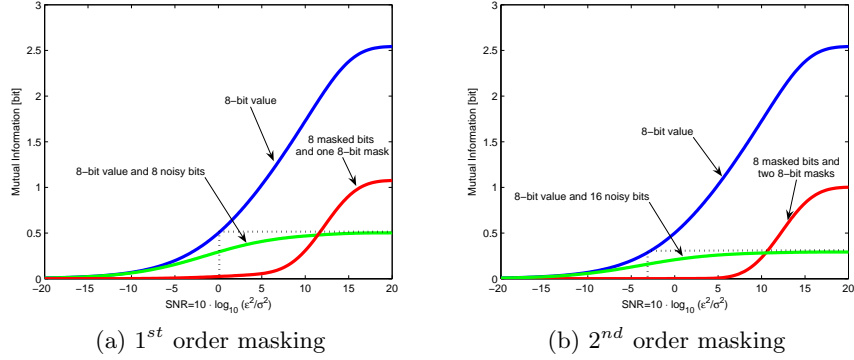 3
2.5
2
1.5
1
0.5
0
Mutual Information [bit]
8−bit value
8 masked bits
and one 8−bit mask
8−bit value and 8 noisy bits
−20 −15 −10 −5 0 5 10 15 20
SNR=10 · log10 (ε²/σ²)
(a) 1st order masking
3
2.5
2
1.5
1
0.5
0
Mutual Information [bit]
8−bit value
8 masked bits and
two 8−bit masks
8−bit value and 16 noisy bits
−20 −15 −10 −5 0 5 10 15 20
SNR=10 · log10 (ε²/σ²)
(b) 2nd order masking